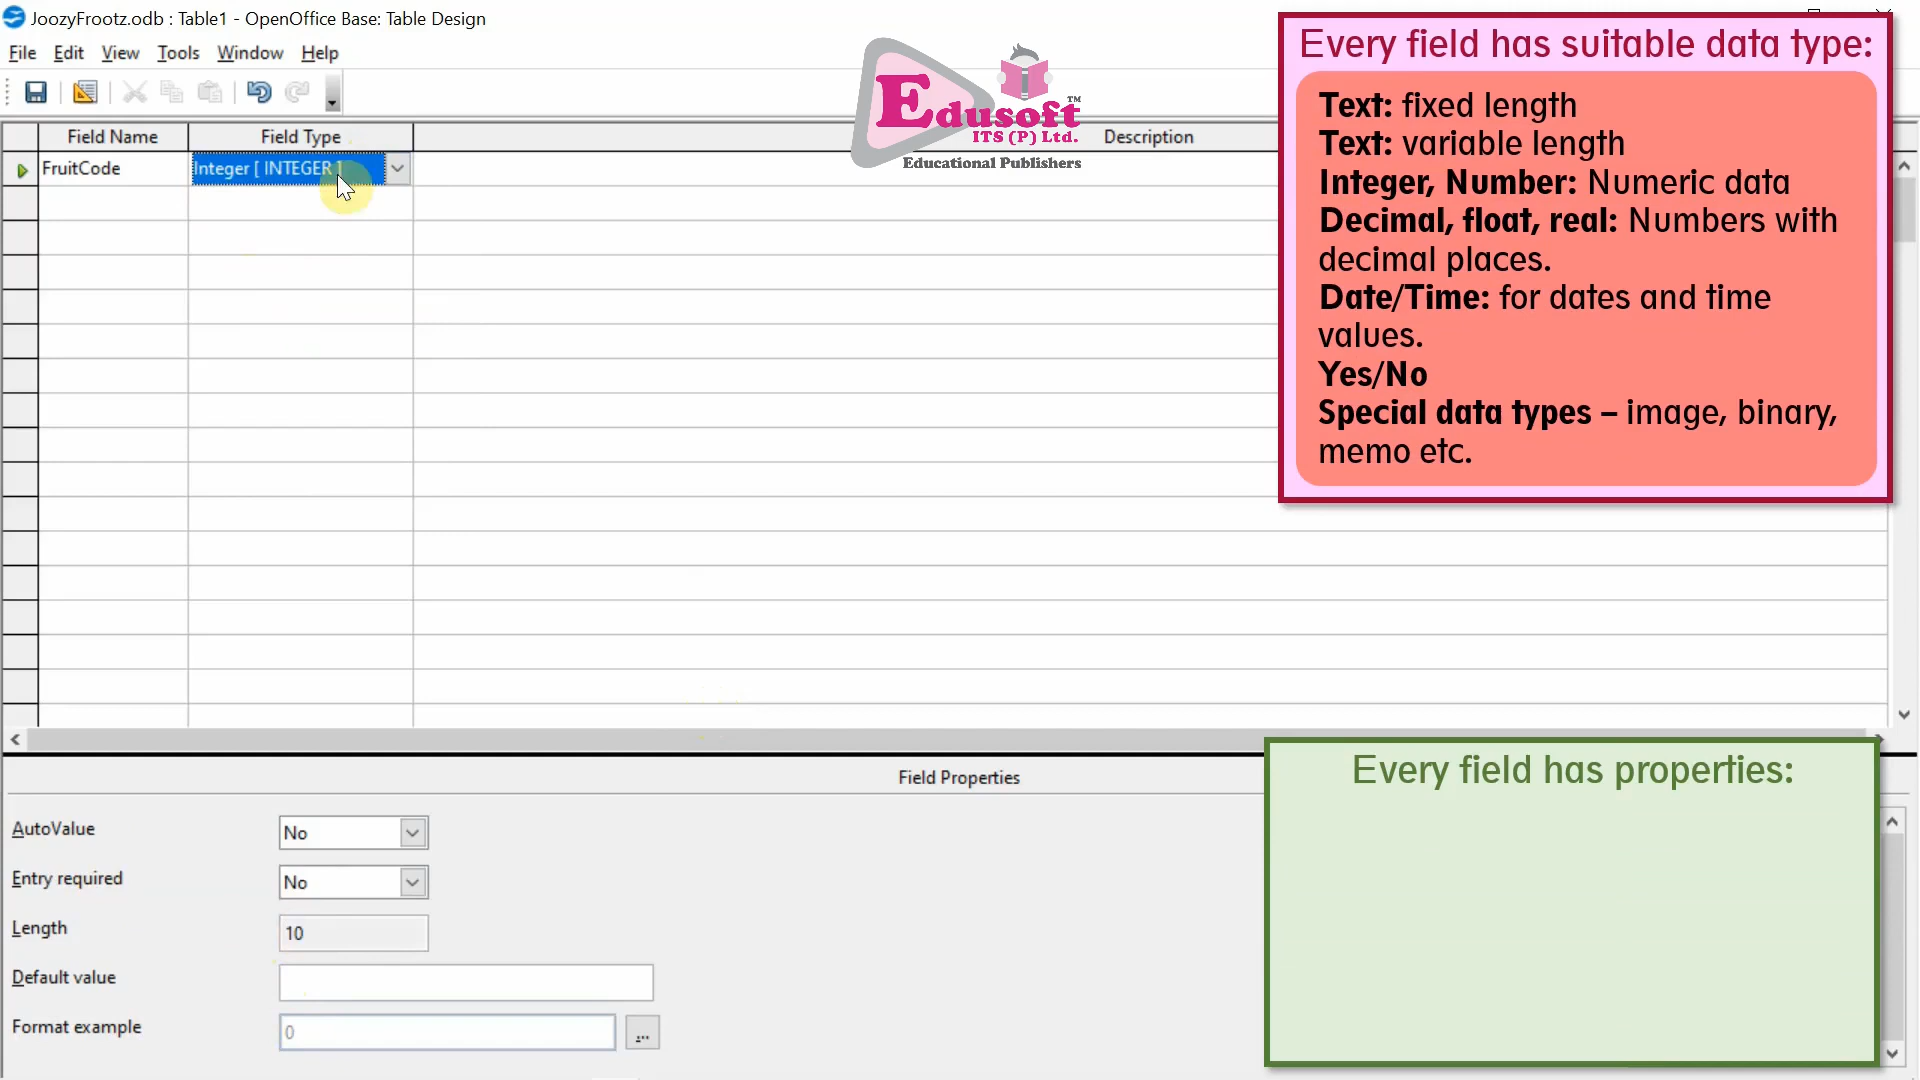 JoozyFrootz.odb : Table1 - OpenOffice Base: Table Design
File Edit View Tools Window Help
Edusoft™
ITS (P) Ltd.
Educational Publishers
Field Name Field Type Description
FruitCode Integer [ INTEGER ]
Every field has suitable data type:
Text: fixed length
Text: variable length
Integer, Number: Numeric data
Decimal, float, real: Numbers with
decimal places.
Date/Time: for dates and time
values.
Yes/No
Special data types – image, binary,
memo etc.
Field Properties
AutoValue No
Entry required No
Length 10
Default value
Format example 0 ...
Every field has properties: